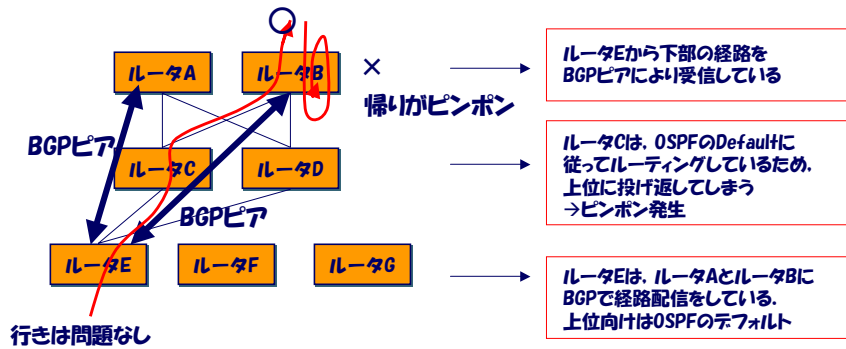 ルータA
ルータB
×
帰りがピンポン
ルータEから下部の経路を
BGPピアにより受信している
BGPピア
ルータC
ルータD
ルータCは,OSPFのDefaultに
従ってルーティングしているため,
上位に投げ返してしまう
→ピンポン発生
BGPピア
ルータE
ルータF
ルータG
ルータEは,ルータAとルータBに
BGPで経路配信をしている.
上位向けはOSPFのデフォルト
行きは問題なし